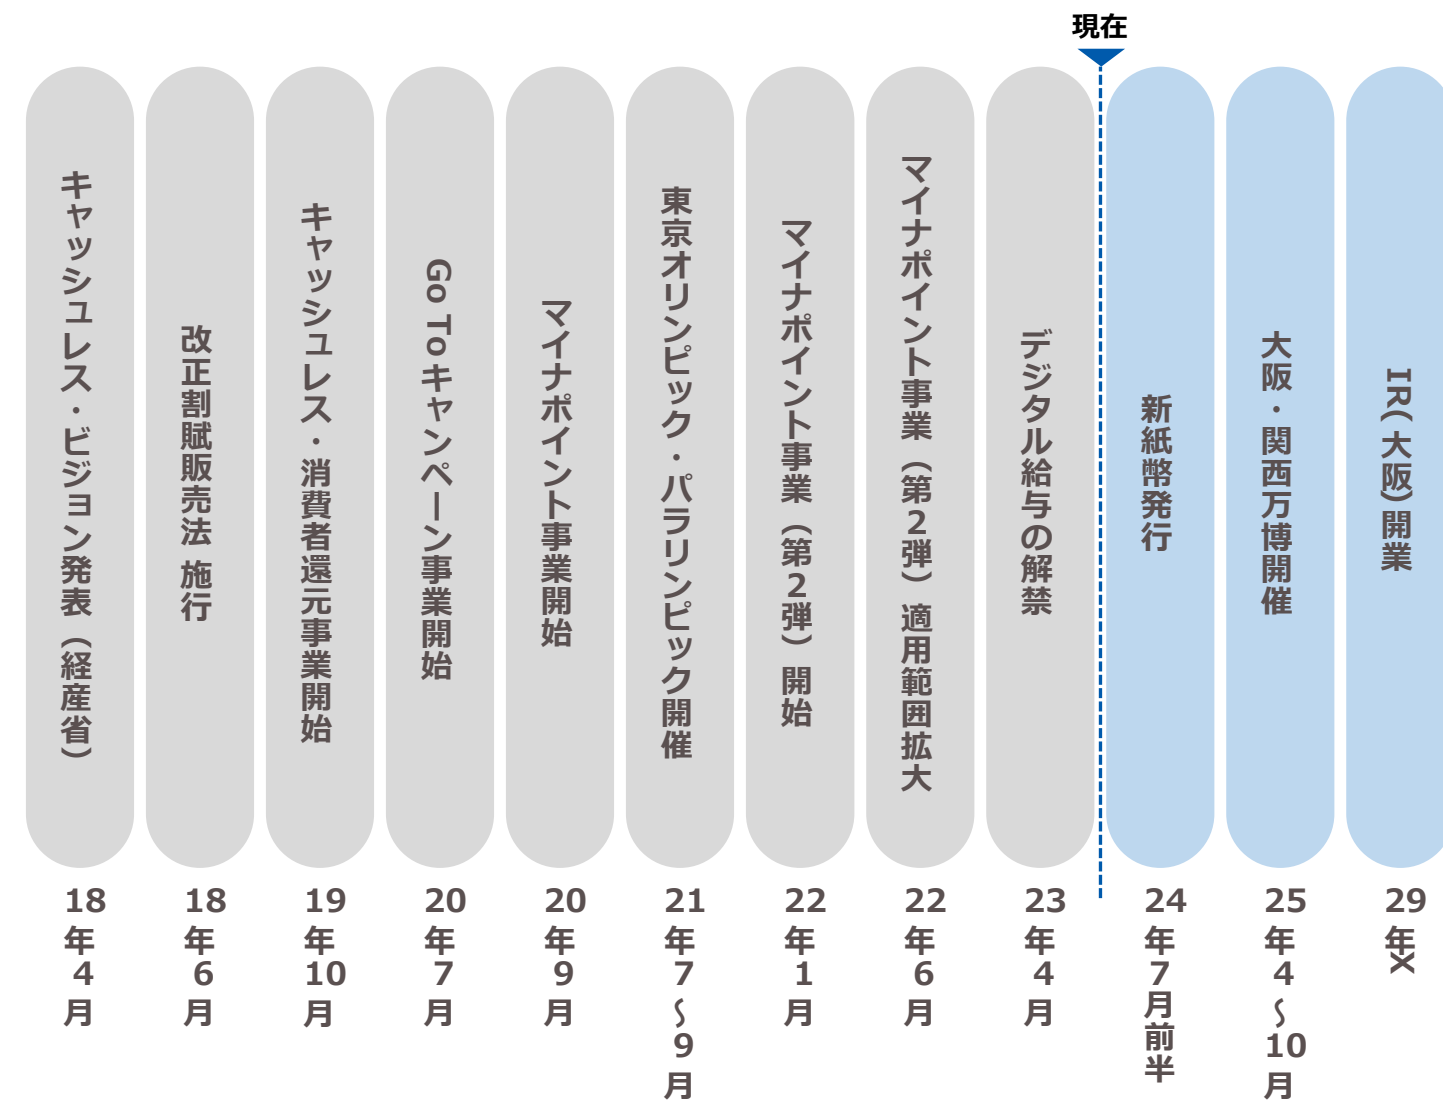 現在
キャッシュレス・ビジョン発表（経産省）
18年4月
改正割賦販売法 施行
18年6月
キャッシュレス・消費者還元事業開始
19年10月
Go Toキャンペーン事業開始
20年7月
マイナポイント事業開始
20年9月
東京オリンピック・パラリンピック開催
21年7～9月
マイナポイント事業（第2弾）開始
22年1月
マイナポイント事業（第2弾）適用範囲拡大
22年6月
デジタル給与の解禁
23年4月
新紙幣発行
24年7月前半
大阪・関西万博開催
25年4～10月
IR(大阪)開業
29年X